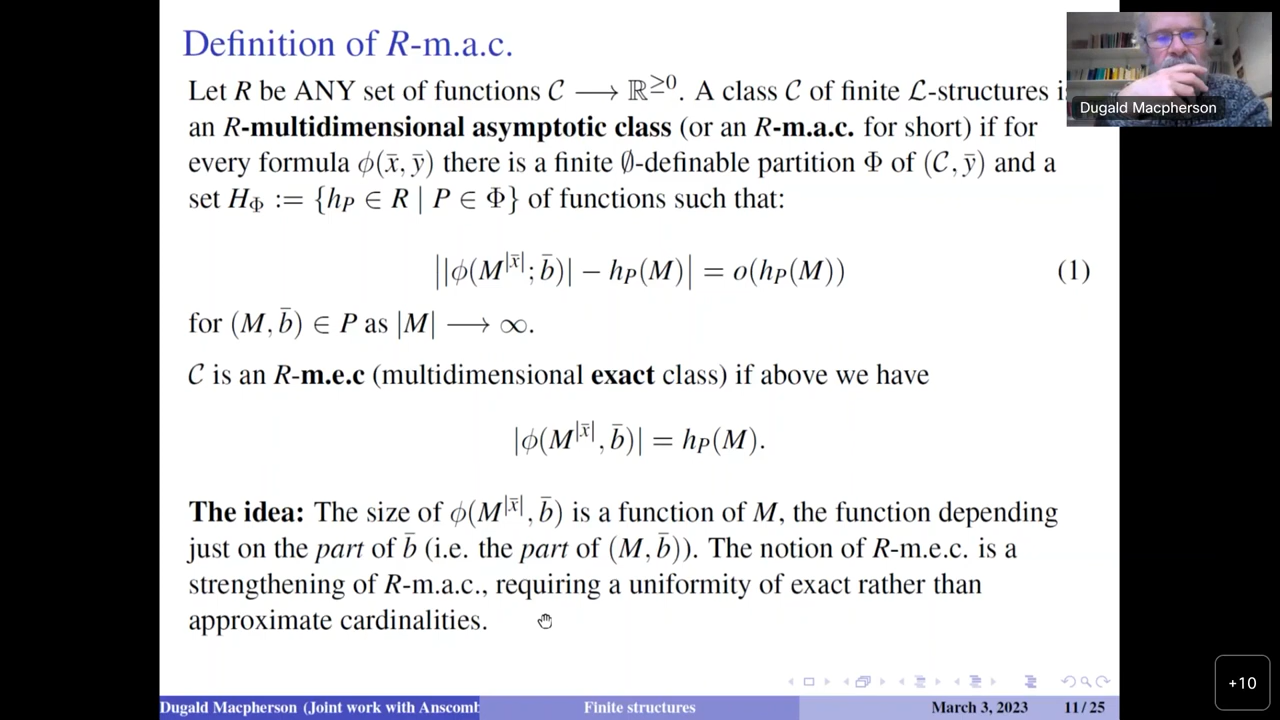 Definition of R-m.a.c.
Let R be ANY set of functions 𝒞 ⟶ ℝ≥0. A class 𝒞 of finite ℒ-structures i
an R-multidimensional asymptotic class (or an R-m.a.c. for short) if for
every formula ϕ(x̄, ȳ) there is a finite ∅-definable partition Φ of (𝒞, ȳ) and a
set H_Φ := {h_P ∈ R | P ∈ Φ} of functions such that:
||ϕ(M^|x̄|; b̄)| − h_P(M)| = o(h_P(M)) (1)
for (M, b̄) ∈ P as |M| ⟶ ∞.
𝒞 is an R-m.e.c (multidimensional exact class) if above we have
|ϕ(M^|x̄|, b̄)| = h_P(M).
The idea: The size of ϕ(M^|x̄|, b̄) is a function of M, the function depending
just on the part of b̄ (i.e. the part of (M, b̄)). The notion of R-m.e.c. is a
strengthening of R-m.a.c., requiring a uniformity of exact rather than
approximate cardinalities.
Dugald Macpherson
+10
Dugald Macpherson (Joint work with Anscomb Finite structures March 3, 2023 11 / 25